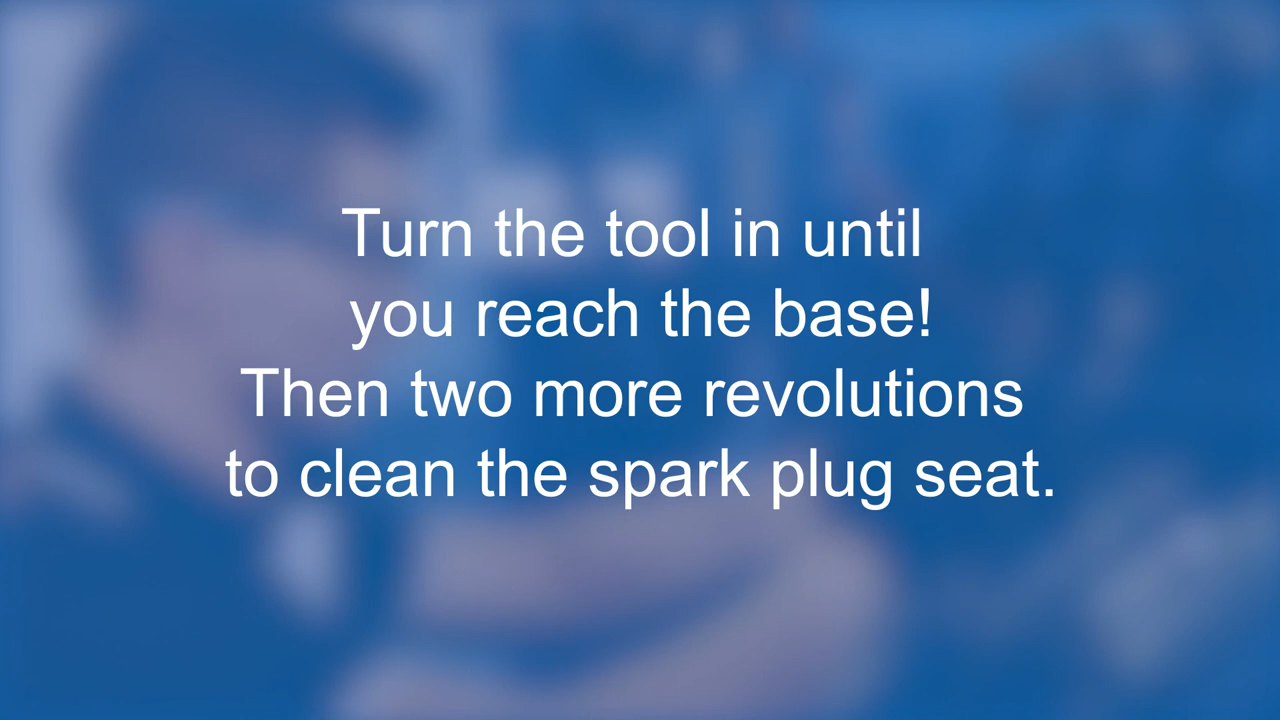 Turn the tool in until
you reach the base!
Then two more revolutions
to clean the spark plug seat.